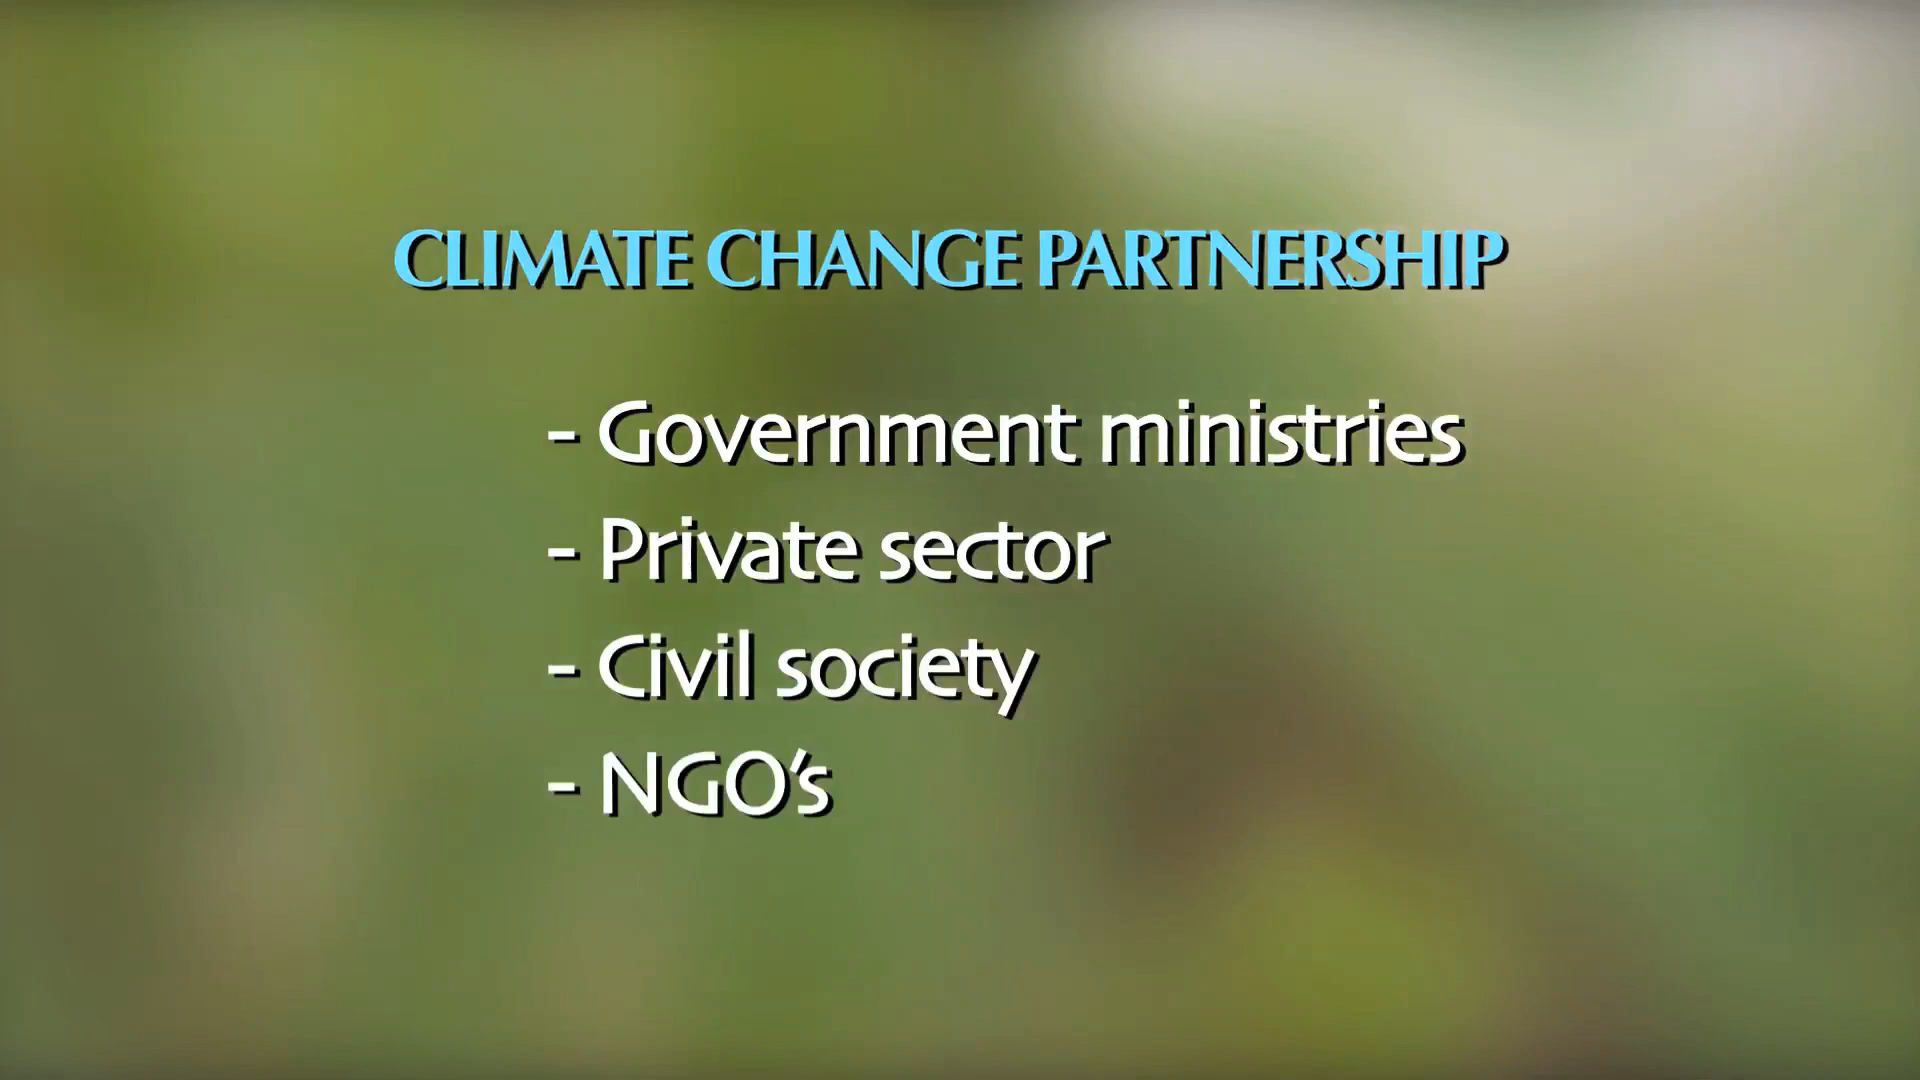 CLIMATE CHANGE PARTNERSHIP
- Government ministries
- Private sector
- Civil society
- NGO's